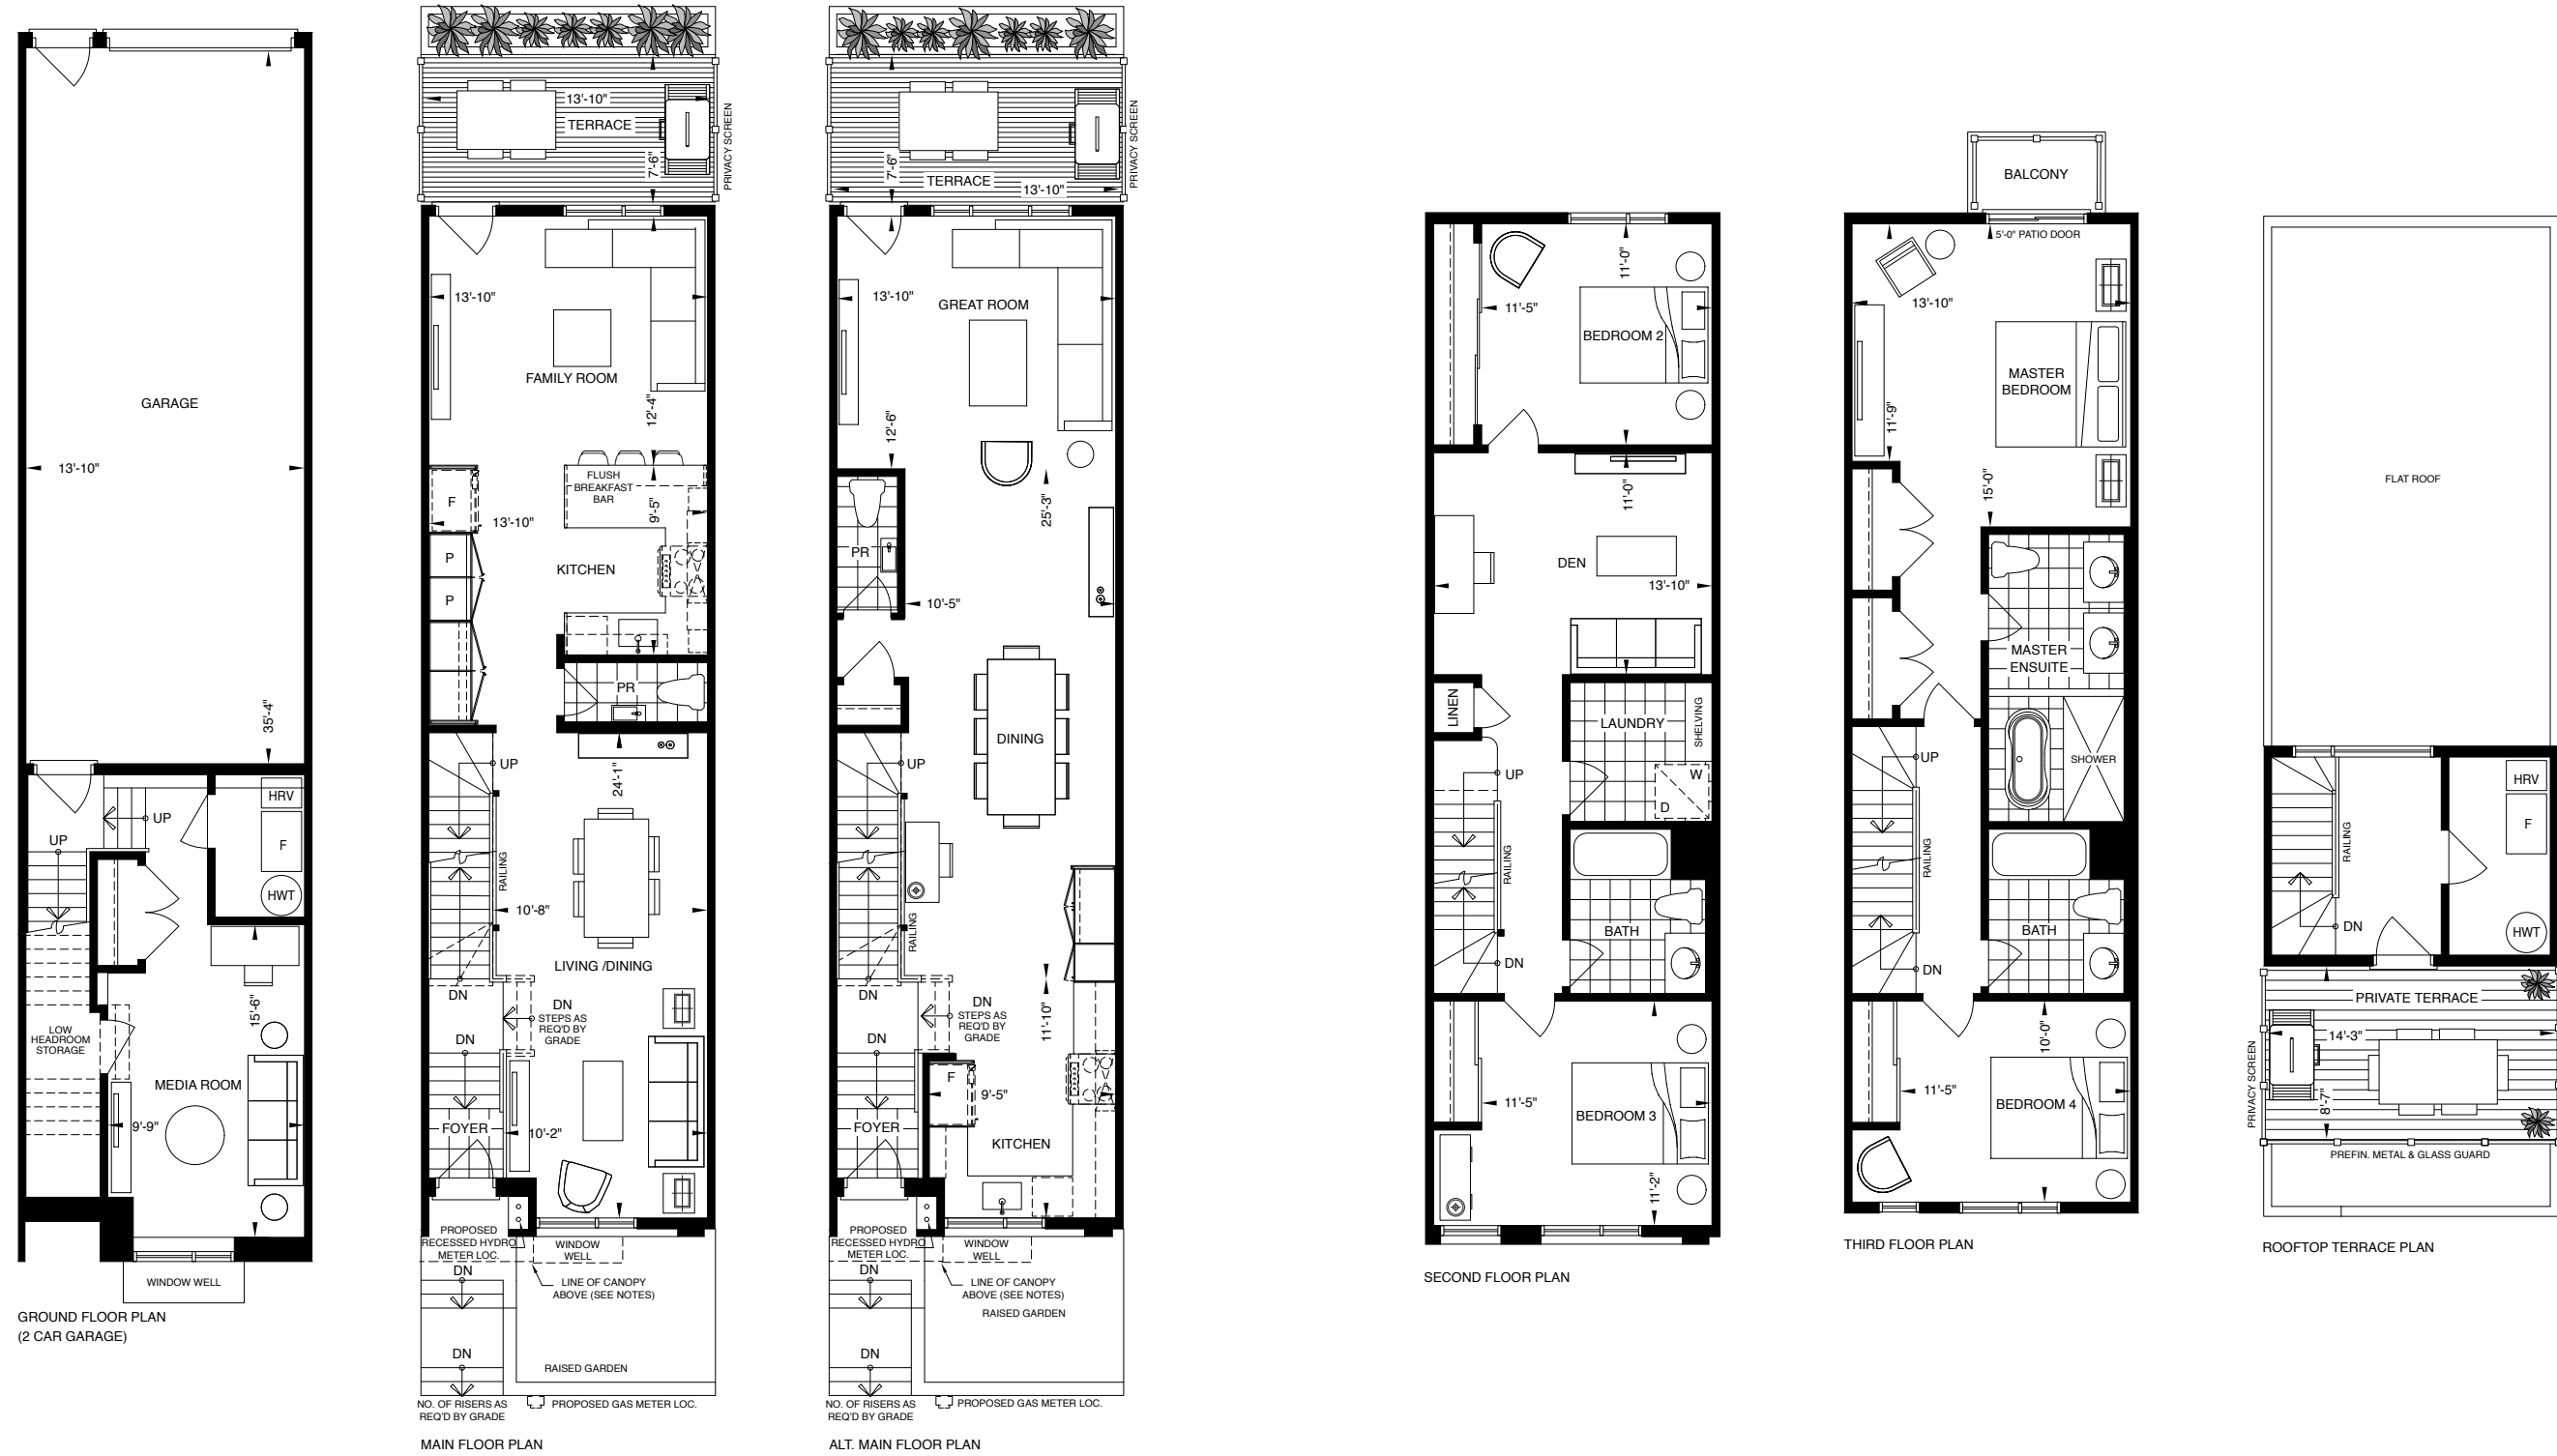 GARAGE
13'-10"
35'-4"
HRV
UP
UP
F
HWT
15'-6"
LOW
HEADROOM
STORAGE
MEDIA ROOM
9'-9"
WINDOW WELL
GROUND FLOOR PLAN
(2 CAR GARAGE)
13'-10"
TERRACE
7'-6"
PRIVACY SCREEN
13'-10"
FAMILY ROOM
12'-4"
FLUSH
BREAKFAST
BAR
F
9'-5"
13'-10"
P
KITCHEN
P
PR
UP
24'-1"
RAILING
10'-8"
LIVING /DINING
DN
DN
STEPS AS
REQ'D BY
GRADE
DN
FOYER
10'-2"
PROPOSED
RECESSED HYDRO
METER LOC.
WINDOW
WELL
DN
LINE OF CANOPY
ABOVE (SEE NOTES)
DN
RAISED GARDEN
NO. OF RISERS AS
REQ'D BY GRADE
PROPOSED GAS METER LOC.
MAIN FLOOR PLAN
7'-6"
TERRACE
13'-10"
PRIVACY SCREEN
13'-10"
GREAT ROOM
12'-6"
25'-3"
PR
10'-5"
DINING
UP
RAILING
DN
DN
STEPS AS
REQ'D BY
GRADE
11'-10"
DN
F
9'-5"
FOYER
KITCHEN
PROPOSED
RECESSED HYDRO
METER LOC.
WINDOW
WELL
DN
LINE OF CANOPY
ABOVE (SEE NOTES)
RAISED GARDEN
DN
NO. OF RISERS AS
REQ'D BY GRADE
PROPOSED GAS METER LOC.
ALT. MAIN FLOOR PLAN
11'-0"
11'-5"
BEDROOM 2
11'-0"
DEN
13'-10"
LINEN
LAUNDRY
SHELVING
UP
W
D
RAILING
BATH
DN
11'-5"
BEDROOM 3
11'-2"
SECOND FLOOR PLAN
BALCONY
5'-0" PATIO DOOR
13'-10"
MASTER
BEDROOM
11'-9"
15'-0"
MASTER
ENSUITE
UP
SHOWER
RAILING
BATH
DN
10'-0"
11'-5"
BEDROOM 4
THIRD FLOOR PLAN
FLAT ROOF
HRV
F
RAILING
DN
HWT
PRIVATE TERRACE
14'-3"
PRIVACY SCREEN
8'-7"
PREFIN. METAL & GLASS GUARD
ROOFTOP TERRACE PLAN